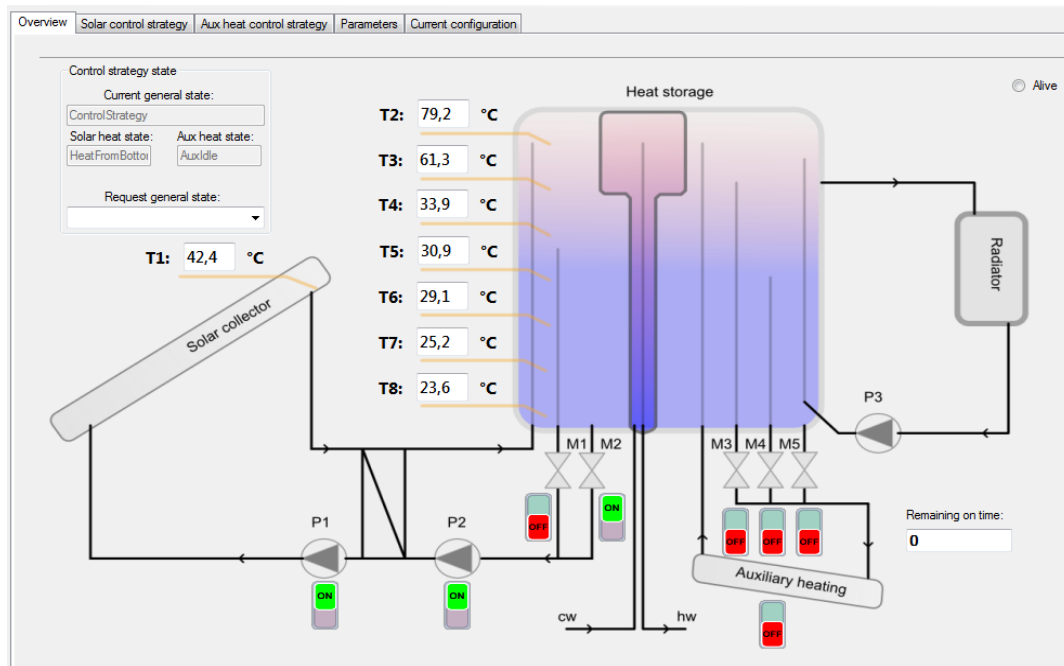 Overview
Solar control strategy
Aux heat control strategy
Parameters
Current configuration
Control strategy state
Current general state:
ControlStrategy
Solar heat state:
Aux heat state:
HeatFromBottor
AuxIdle
Request general state:
Heat storage
Alive
T2: 79,2 °C
T3: 61,3 °C
T4: 33,9 °C
T1: 42,4 °C
T5: 30,9 °C
T6: 29,1 °C
T7: 25,2 °C
T8: 23,6 °C
Solar collector
Radiator
P3
M1 M2
M3 M4 M5
OFF
ON
P1
P2
ON
ON
OFF
OFF
OFF
Remaining on time:
0
Auxiliary heating
OFF
cw
hw